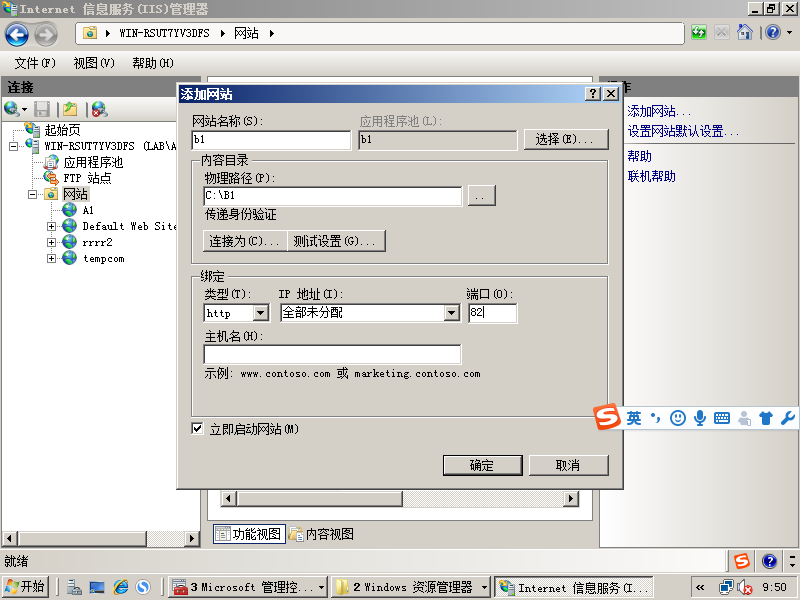 Internet 信息服务(IIS)管理器
WIN-RSUT7YV3DFS 网站
文件(F) 视图(V) 帮助(H)
连接
起始页
WIN-RSUT7YV3DFS (LAB\A
应用程序池
FTP 站点
网站
A1
Default Web Site
rrrr2
tempcom
添加网站
网站名称(S):
应用程序池(L):
b1
b1
选择(E)...
内容目录
物理路径(P):
C:\B1
..
传递身份验证
连接为(C)...
测试设置(G)...
绑定
类型(T):
IP 地址(I):
端口(O):
http
全部未分配
82
主机名(H):
示例: www.contoso.com 或 marketing.contoso.com
立即启动网站(M)
确定
取消
作
添加网站...
设置网站默认设置...
帮助
联机帮助
英
功能视图
内容视图
就绪
开始
3 Microsoft 管理控...
2 Windows 资源管理器
Internet 信息服务(I...
9:50